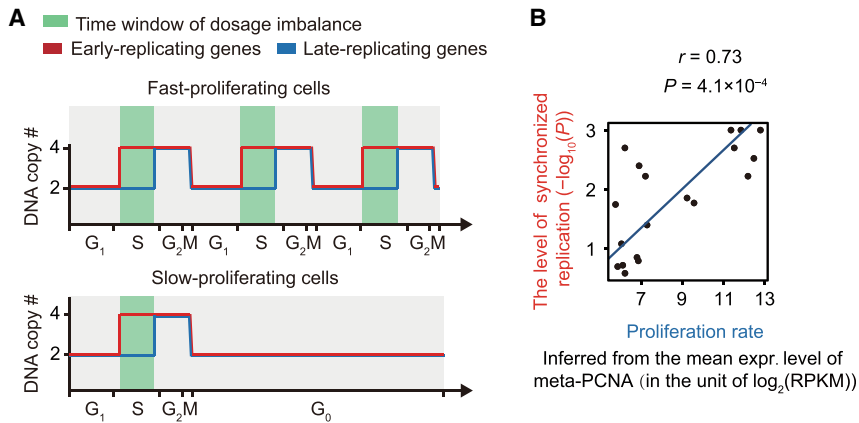 A
Time window of dosage imbalance
Early-replicating genes
Late-replicating genes
Fast-proliferating cells
DNA copy #
4
2
G1 S G2M G1 S G2M G1 S G2M
Slow-proliferating cells
DNA copy #
4
2
G1 S G2M G0
B
r = 0.73
P = 4.1×10−4
The level of synchronized
replication (−log10(P))
3
2
1
7 9 11 13
Proliferation rate
Inferred from the mean expr. level of
meta-PCNA (in the unit of log2(RPKM))